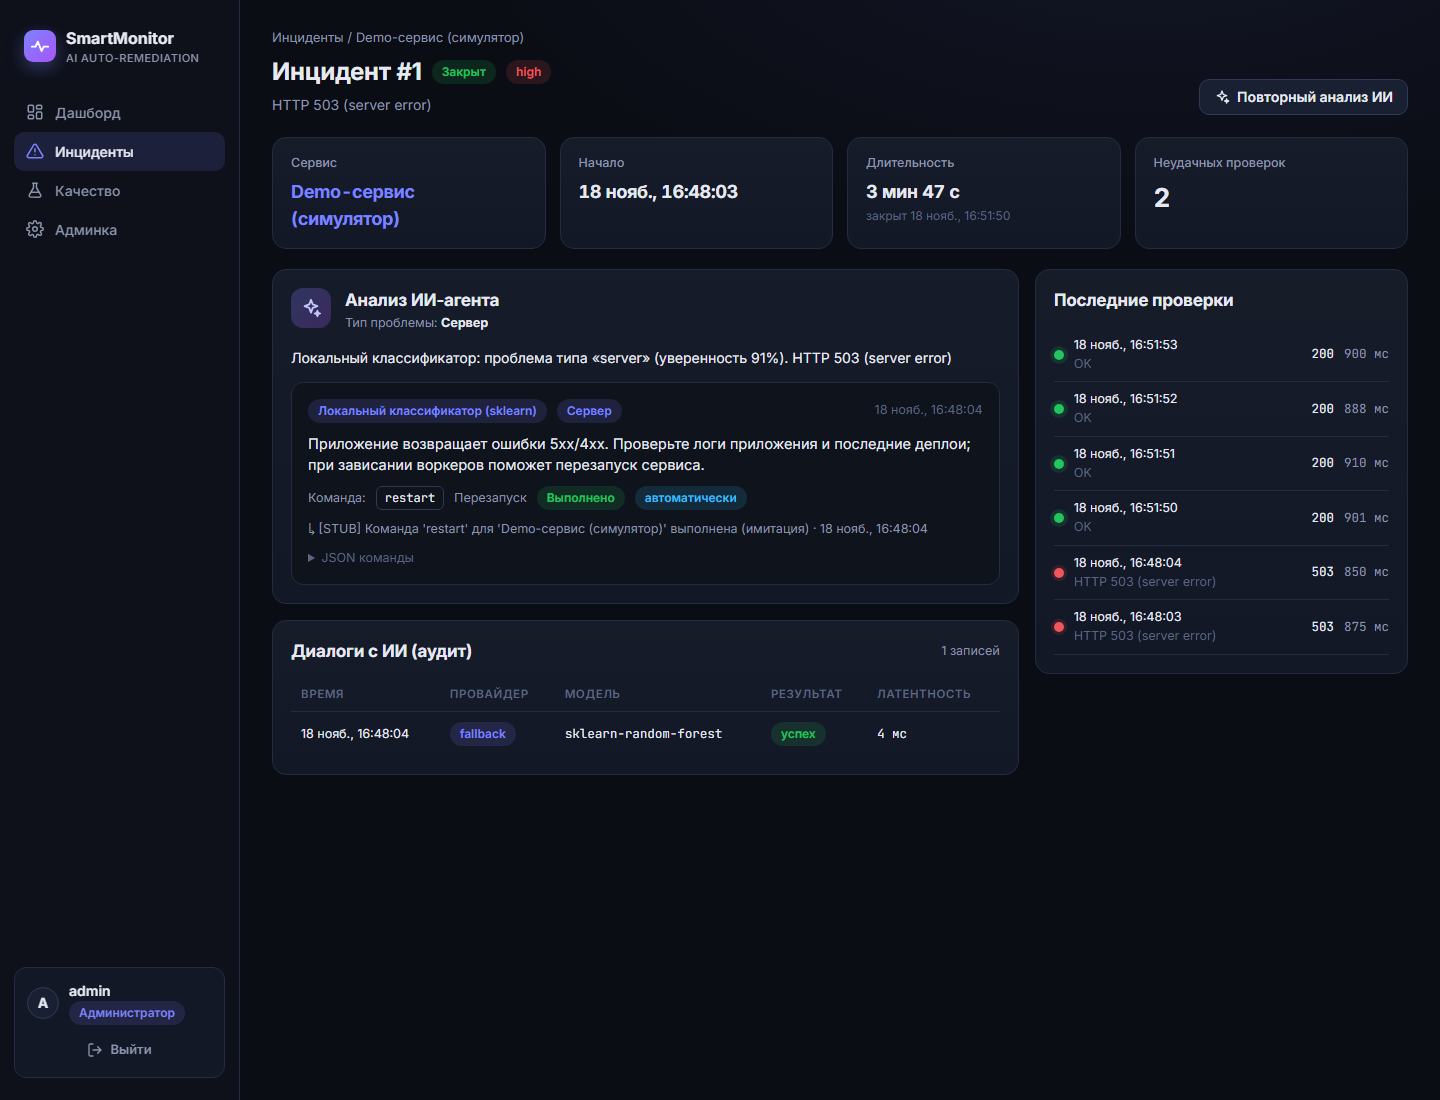 SmartMonitor
AI AUTO-REMEDIATION
Дашборд
Инциденты
Качество
Админка
A
admin
Администратор
Выйти
Инциденты / Demo-сервис (симулятор)
Инцидент #1
Закрыт
high
HTTP 503 (server error)
Повторный анализ ИИ
Сервис
Demo-сервис
(симулятор)
Начало
18 нояб., 16:48:03
Длительность
3 мин 47 с
закрыт 18 нояб., 16:51:50
Неудачных проверок
2
Анализ ИИ-агента
Тип проблемы: Сервер
Локальный классификатор: проблема типа «server» (уверенность 91%). HTTP 503 (server error)
Локальный классификатор (sklearn)
Сервер
18 нояб., 16:48:04
Приложение возвращает ошибки 5xx/4xx. Проверьте логи приложения и последние деплои;
при зависании воркеров поможет перезапуск сервиса.
Команда: restart Перезапуск Выполнено автоматически
↳ [STUB] Команда 'restart' для 'Demo-сервис (симулятор)' выполнена (имитация) · 18 нояб., 16:48:04
▶ JSON команды
Диалоги с ИИ (аудит)
1 записей
ВРЕМЯ ПРОВАЙДЕР МОДЕЛЬ РЕЗУЛЬТАТ ЛАТЕНТНОСТЬ
18 нояб., 16:48:04 fallback sklearn-random-forest успех 4 мс
Последние проверки
18 нояб., 16:51:53
OK
200 900 мс
18 нояб., 16:51:52
OK
200 888 мс
18 нояб., 16:51:51
OK
200 910 мс
18 нояб., 16:51:50
OK
200 901 мс
18 нояб., 16:48:04
HTTP 503 (server error)
503 850 мс
18 нояб., 16:48:03
HTTP 503 (server error)
503 875 мс